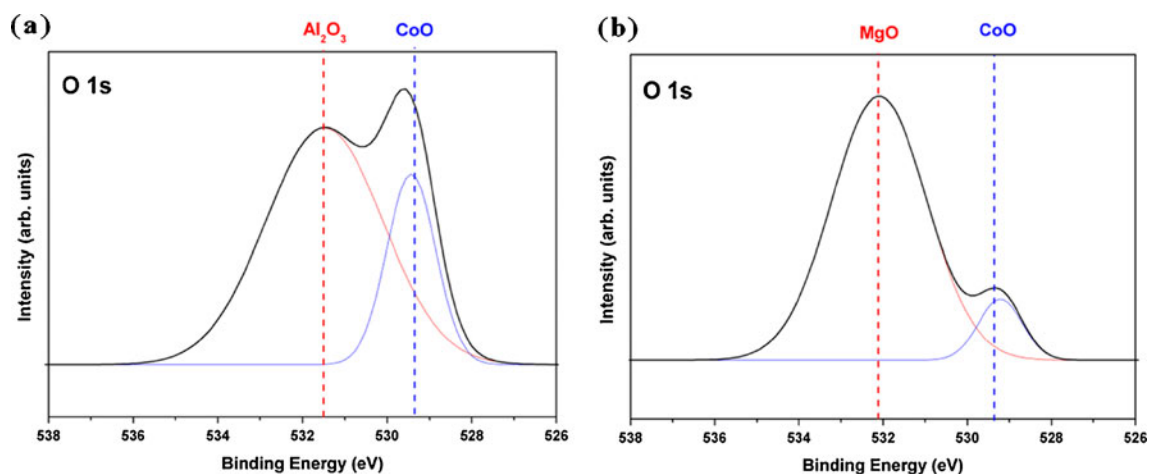 (a)
Al₂O₃ CoO
O 1s
Intensity (arb. units)
538 536 534 532 530 528 526
Binding Energy (eV)
(b)
MgO CoO
O 1s
Intensity (arb. units)
538 536 534 532 530 528 526
Binding Energy (eV)